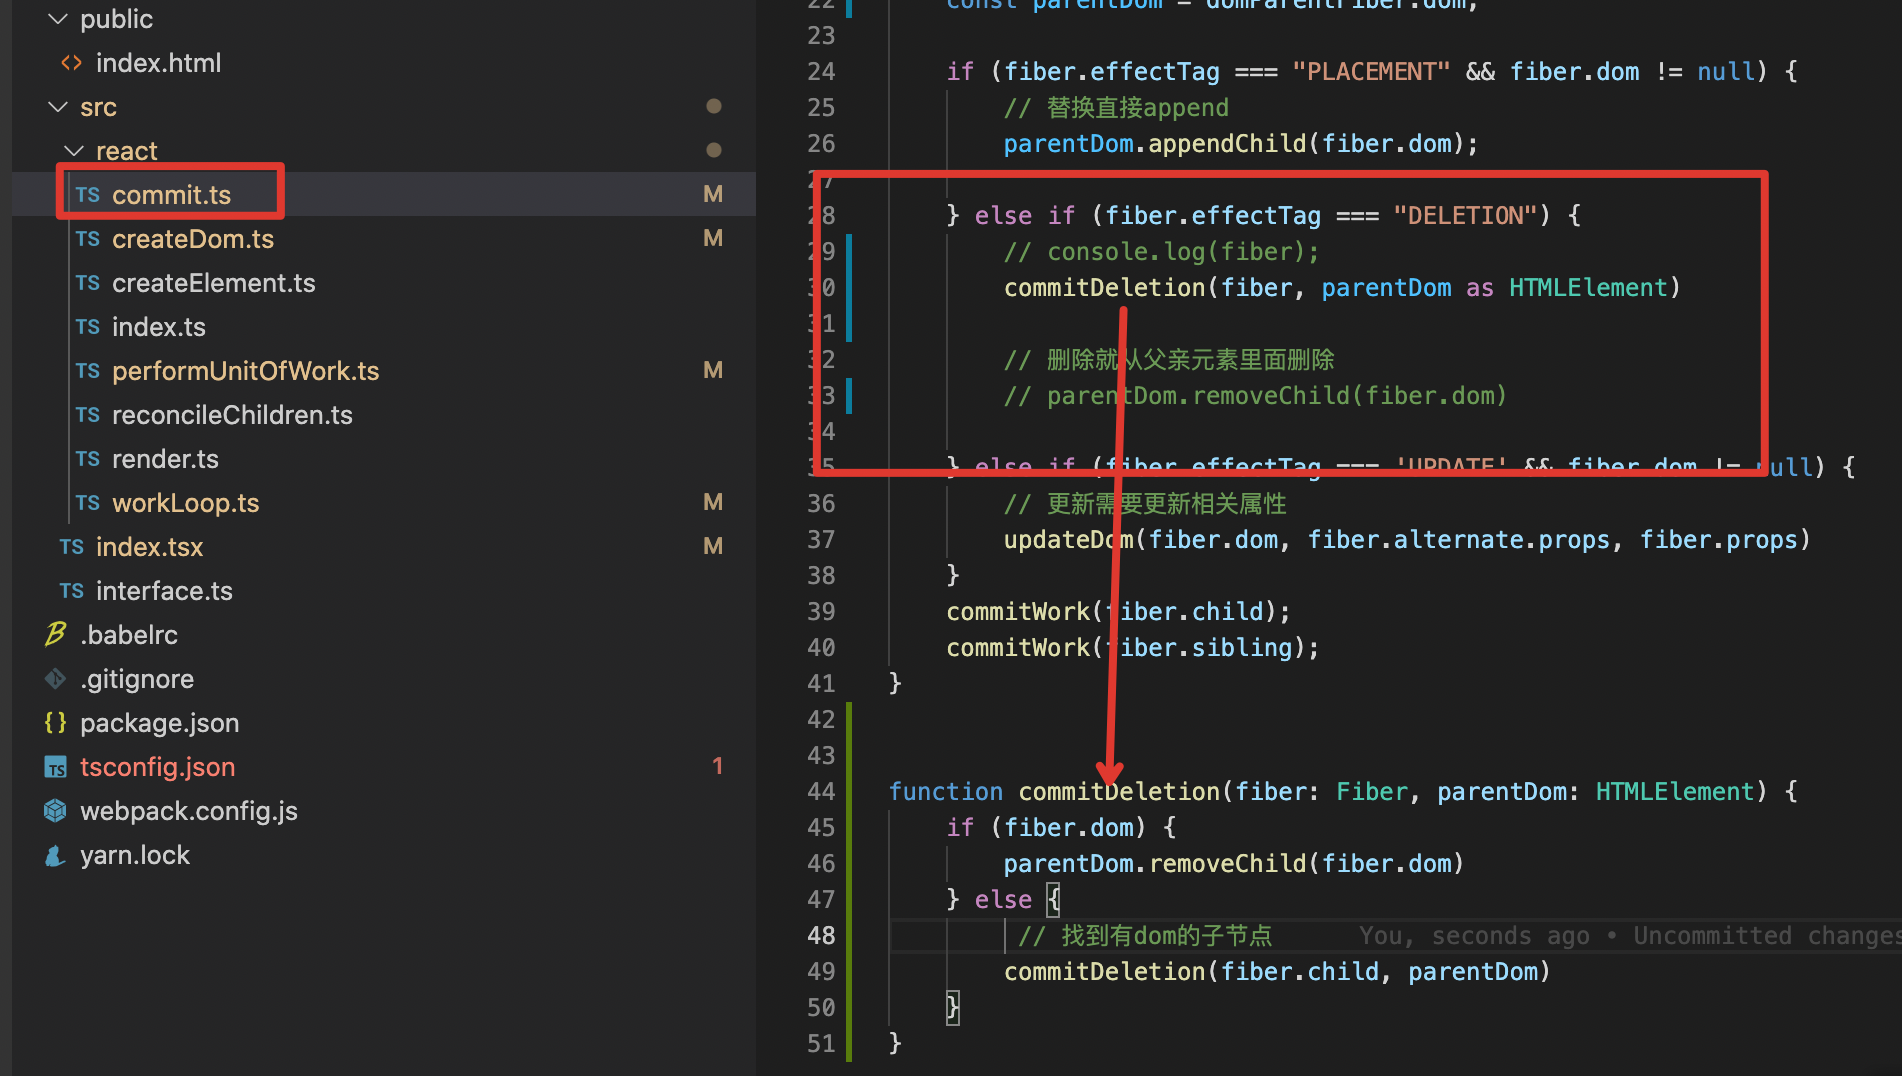 public
index.html
src
react
TS commit.ts M
TS createDom.ts M
TS createElement.ts
TS index.ts
TS performUnitOfWork.ts M
TS reconcileChildren.ts
TS render.ts
TS workLoop.ts M
TS index.tsx M
TS interface.ts
.babelrc
.gitignore
{} package.json
TS tsconfig.json 1
webpack.config.js
yarn.lock
22 const parentDom = domParentFiber.dom;
23
24 if (fiber.effectTag === "PLACEMENT" && fiber.dom != null) {
25 // 替换直接append
26 parentDom.appendChild(fiber.dom);
27
28 } else if (fiber.effectTag === "DELETION") {
29 // console.log(fiber);
30 commitDeletion(fiber, parentDom as HTMLElement)
31
32 // 删除就从父亲元素里面删除
33 // parentDom.removeChild(fiber.dom)
34
35 } else if (fiber.effectTag === 'UPDATE' && fiber.dom != null) {
36 // 更新需要更新相关属性
37 updateDom(fiber.dom, fiber.alternate.props, fiber.props)
38 }
39 commitWork(fiber.child);
40 commitWork(fiber.sibling);
41 }
42
43
44 function commitDeletion(fiber: Fiber, parentDom: HTMLElement) {
45 if (fiber.dom) {
46 parentDom.removeChild(fiber.dom)
47 } else {
48 // 找到有dom的子节点 You, seconds ago • Uncommitted changes
49 commitDeletion(fiber.child, parentDom)
50 }
51 }